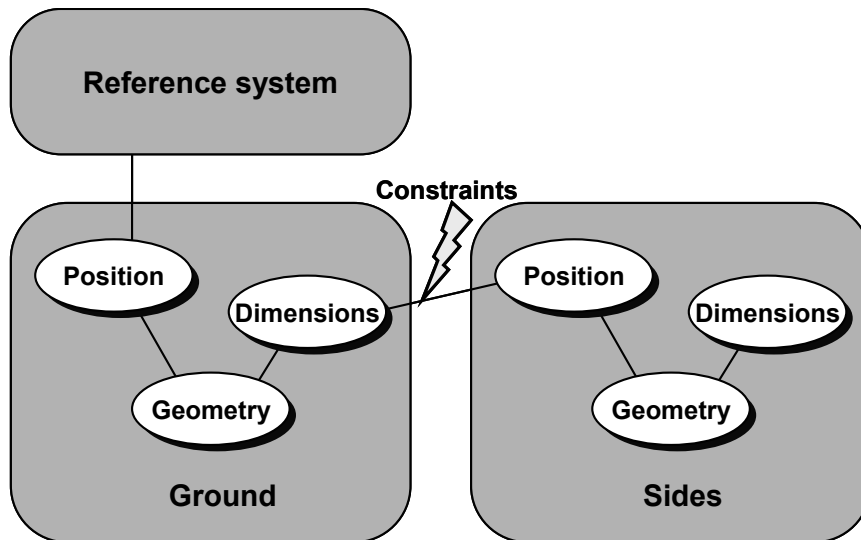 Reference system
Constraints
Position
Dimensions
Geometry
Ground
Position
Dimensions
Geometry
Sides